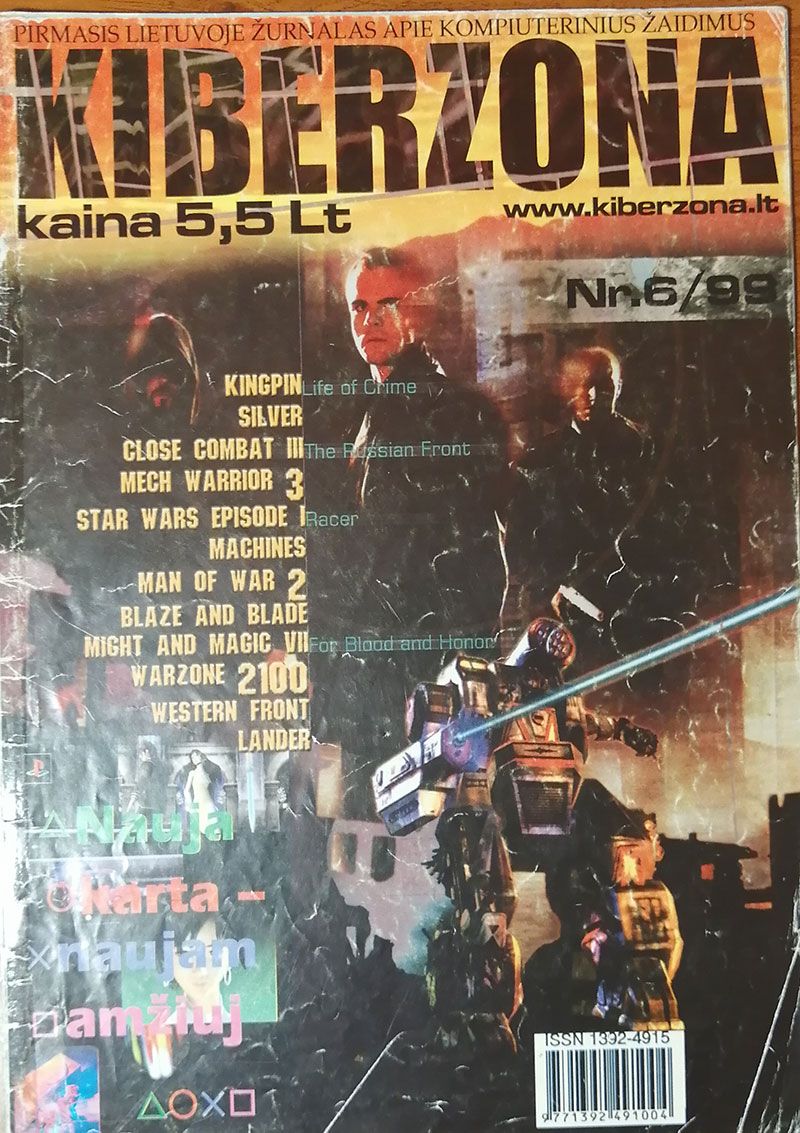 PIRMASIS LIETUVOJE ŽURNALAS APIE KOMPIUTERINIUS ŽAIDIMUS
KIBERZONA
kaina 5,5 Lt
www.kiberzona.lt
Nr.6/99
KINGPIN Life of Crime
SILVER
CLOSE COMBAT III The Russian Front
MECH WARRIOR 3
STAR WARS EPISODE I Racer
MACHINES
MAN OF WAR 2
BLAZE AND BLADE
MIGHT AND MAGIC VII For Blood and Honor
WARZONE 2100
WESTERN FRONT
LANDER
Nauja
karta –
naujam
amžiuj
ISSN 1392-4915
9 771392 491004